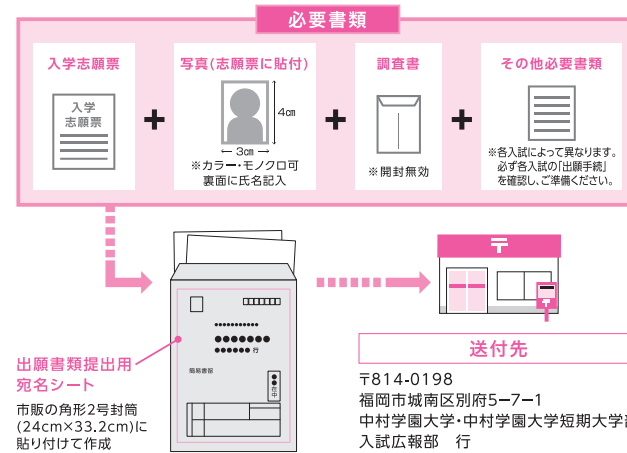 必要書類
入学志願票
入学
志願票
+
写真(志願票に貼付)
4㎝
3㎝
※カラー・モノクロ可
裏面に氏名記入
+
調査書
※開封無効
+
その他必要書類
※各入試によって異なります。
必ず各入試の「出願手続」
を確認し、ご準備ください。
行
簡易書留
在中
〒
〒
出願書類提出用
宛名シート
市販の角形2号封筒
(24cm×33.2cm)に
貼り付けて作成
送付先
〒814-0198
福岡市城南区別府5−7−1
中村学園大学・中村学園大学短期大学部
入試広報部 行